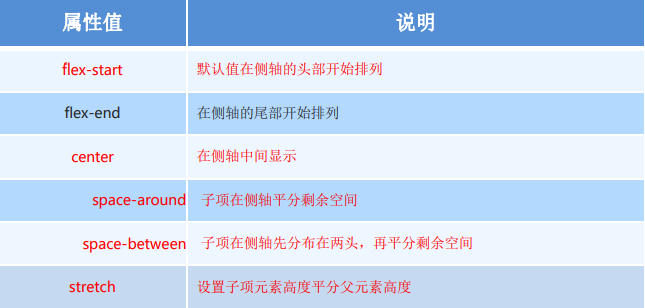 属性值 说明
flex-start 默认值在侧轴的头部开始排列
flex-end 在侧轴的尾部开始排列
center 在侧轴中间显示
space-around 子项在侧轴平分剩余空间
space-between 子项在侧轴先分布在两头，再平分剩余空间
stretch 设置子项元素高度平分父元素高度